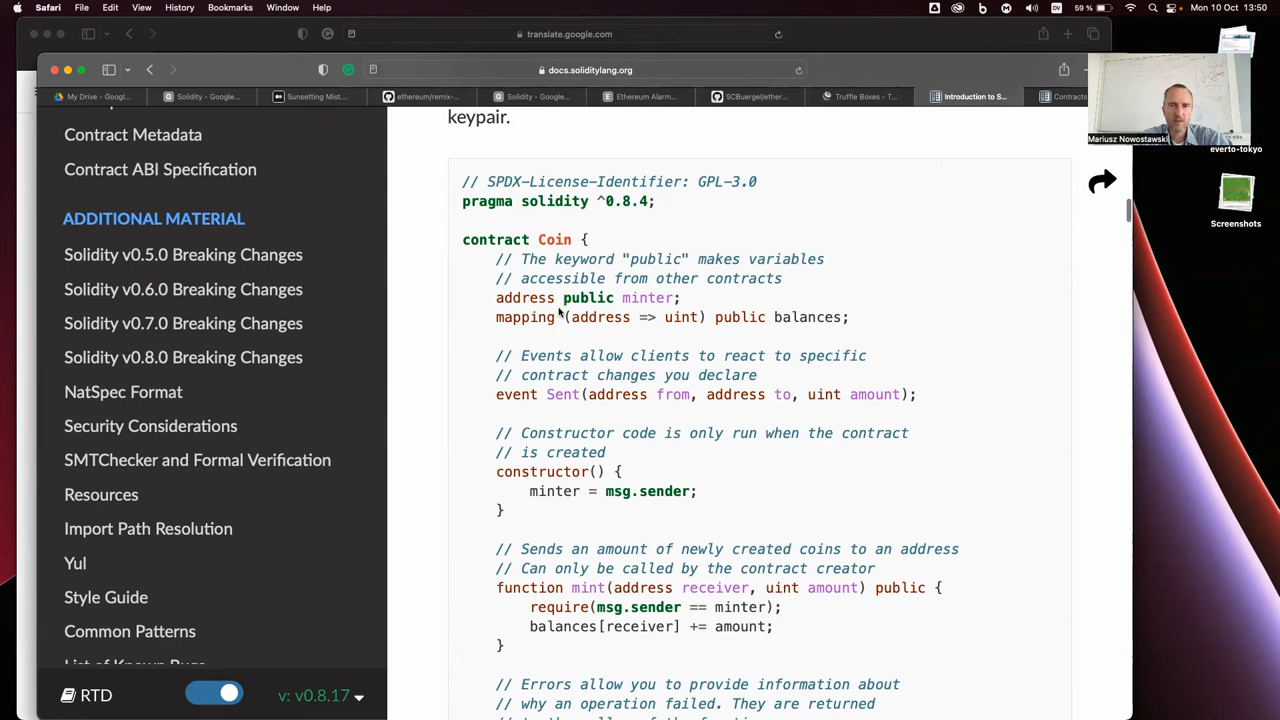 Safari File Edit View History Bookmarks Window Help
59 % Mon 10 Oct 13:50
translate.google.com
docs.soliditylang.org
My Drive - Googl...
Solidity - Google...
Sunsetting Mist....
ethereum/remix-...
Solidity - Google...
Ethereum Alarm...
SCBuergel/ether...
Truffle Boxes - T...
Introduction to S...
Contracts
Mariusz Nowostawski
everto-tokyo
Screenshots
Contract Metadata
Contract ABI Specification
ADDITIONAL MATERIAL
Solidity v0.5.0 Breaking Changes
Solidity v0.6.0 Breaking Changes
Solidity v0.7.0 Breaking Changes
Solidity v0.8.0 Breaking Changes
NatSpec Format
Security Considerations
SMTChecker and Formal Verification
Resources
Import Path Resolution
Yul
Style Guide
Common Patterns
List of Known Bugs
RTD v: v0.8.17
keypair.
// SPDX-License-Identifier: GPL-3.0
pragma solidity ^0.8.4;
contract Coin {
// The keyword "public" makes variables
// accessible from other contracts
address public minter;
mapping (address => uint) public balances;
// Events allow clients to react to specific
// contract changes you declare
event Sent(address from, address to, uint amount);
// Constructor code is only run when the contract
// is created
constructor() {
minter = msg.sender;
}
// Sends an amount of newly created coins to an address
// Can only be called by the contract creator
function mint(address receiver, uint amount) public {
require(msg.sender == minter);
balances[receiver] += amount;
}
// Errors allow you to provide information about
// why an operation failed. They are returned